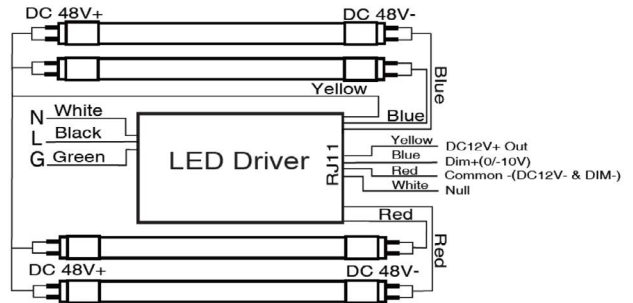 DC 48V+ DC 48V-
Yellow
Blue
Blue
N White
L Black
G Green
LED Driver
RJ11
Yellow DC12V+ Out
Blue Dim+(0/-10V)
Red Common -(DC12V- & DIM-)
White Null
Red
Red
DC 48V+ DC 48V-